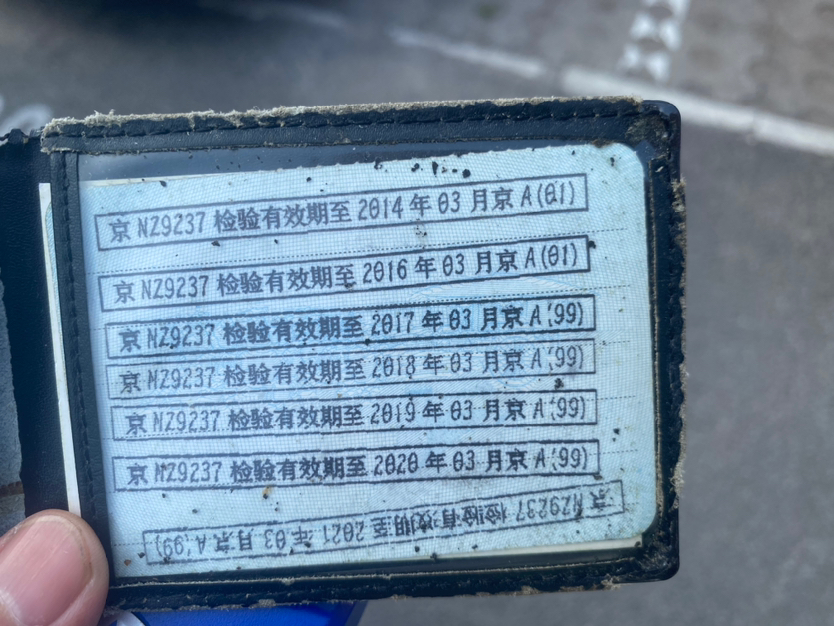 京 NZ9237 检验有效期至 2014 年 03 月京 A(01)
京 NZ9237 检验有效期至 2016 年 03 月京 A(01)
京 NZ9237 检验有效期至 2017 年 03 月京 A(99)
京 NZ9237 检验有效期至 2018 年 03 月京 A(99)
京 NZ9237 检验有效期至 2019 年 03 月京 A(99)
京 NZ9237 检验有效期至 2020 年 03 月京 A(99)
京 NZ9237 检验有效期至 2021 年 03 月京 A(99)